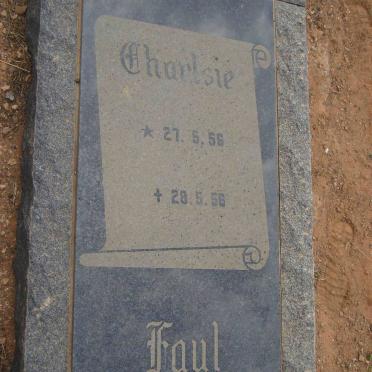 Charlsie
★ 27.5.56
✝ 28.5.56
Faul